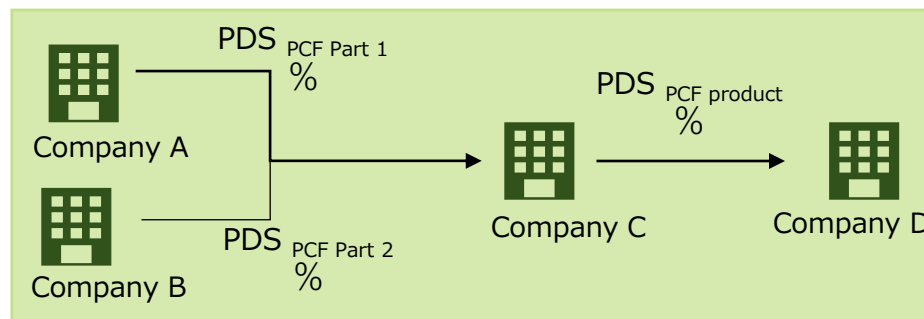 PDS PCF Part 1
%
Company A
PDS PCF product
%
Company C
Company D
PDS PCF Part 2
%
Company B